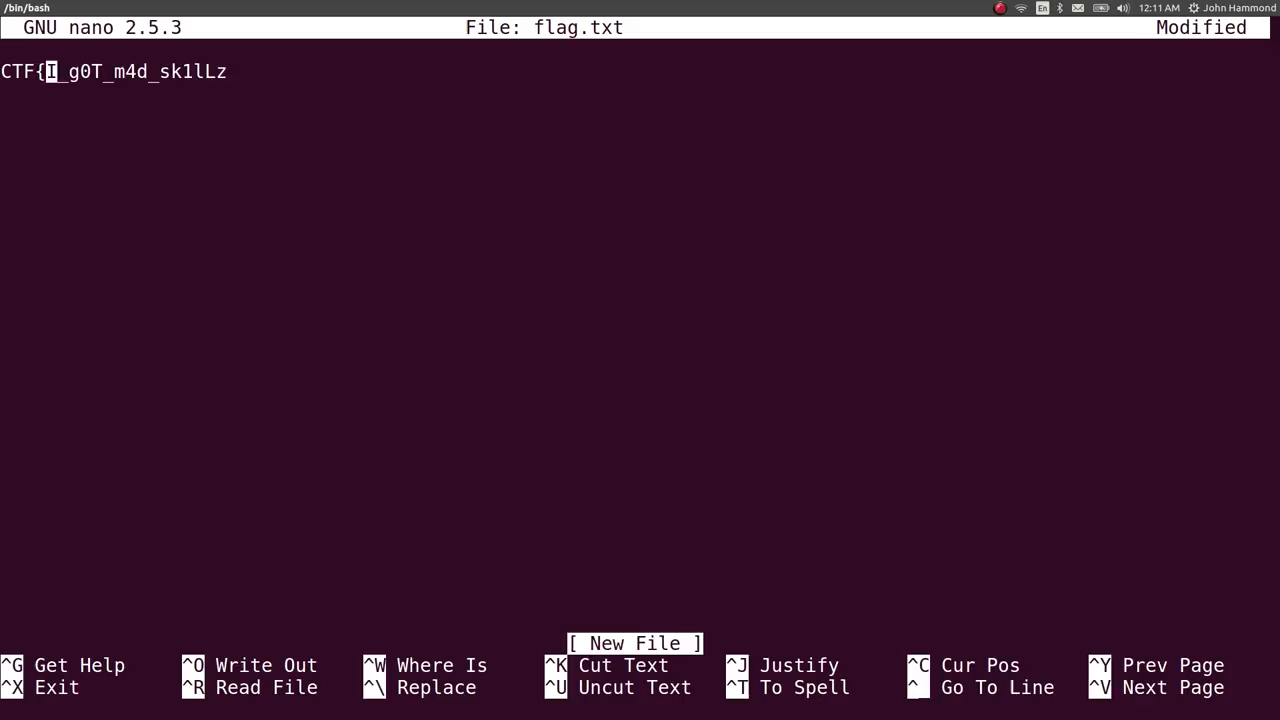 /bin/bash En 12:11 AM John Hammond
GNU nano 2.5.3 File: flag.txt Modified
CTF{I_g0T_m4d_sk1lLz
[ New File ]
^G Get Help ^O Write Out ^W Where Is ^K Cut Text ^J Justify ^C Cur Pos ^Y Prev Page
^X Exit ^R Read File ^\ Replace ^U Uncut Text ^T To Spell ^_ Go To Line ^V Next Page